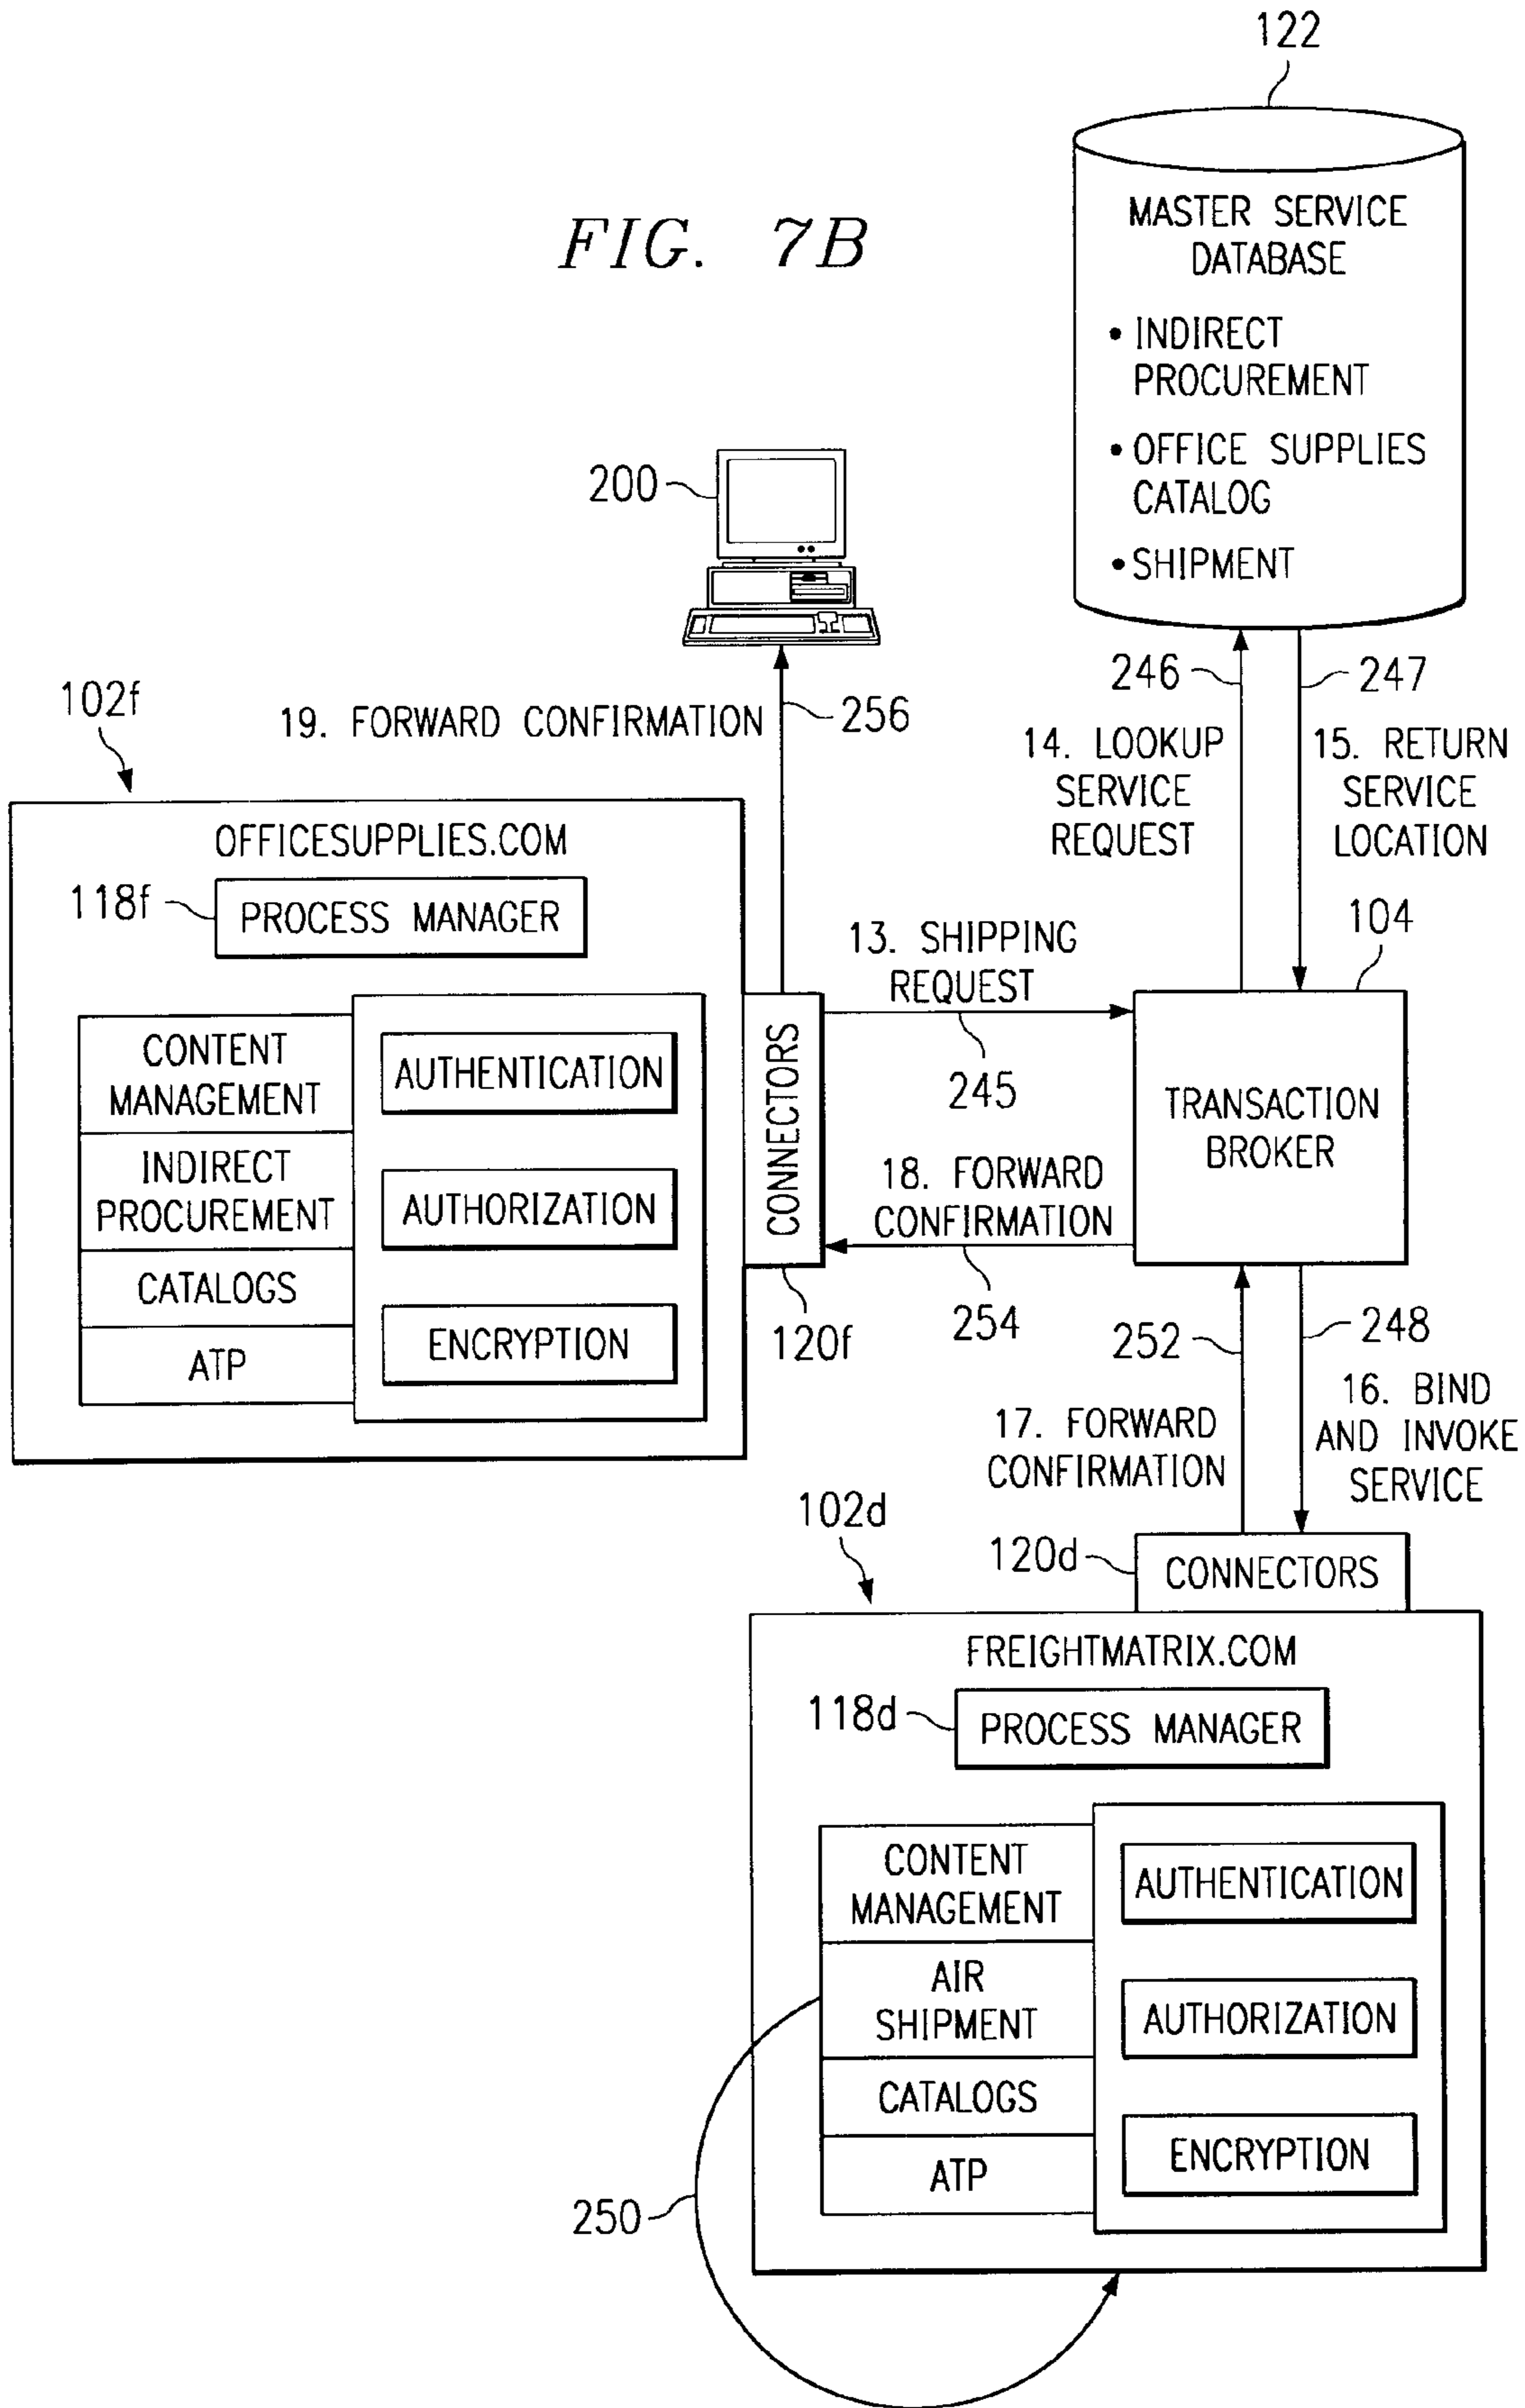 122
MASTER SERVICE
DATABASE
• INDIRECT
PROCUREMENT
• OFFICE SUPPLIES
CATALOG
• SHIPMENT
FIG. 7B
200
246
247
102f
19. FORWARD CONFIRMATION
256
14. LOOKUP
SERVICE
REQUEST
15. RETURN
SERVICE
LOCATION
OFFICESUPPLIES.COM
118f
PROCESS MANAGER
13. SHIPPING
REQUEST
104
CONTENT
MANAGEMENT
INDIRECT
PROCUREMENT
CATALOGS
ATP
AUTHENTICATION
AUTHORIZATION
ENCRYPTION
CONNECTORS
245
TRANSACTION
BROKER
18. FORWARD
CONFIRMATION
120f
254
252
248
17. FORWARD
CONFIRMATION
16. BIND
AND INVOKE
SERVICE
102d
120d
CONNECTORS
FREIGHTMATRIX.COM
118d
PROCESS MANAGER
CONTENT
MANAGEMENT
AIR
SHIPMENT
CATALOGS
ATP
AUTHENTICATION
AUTHORIZATION
ENCRYPTION
250